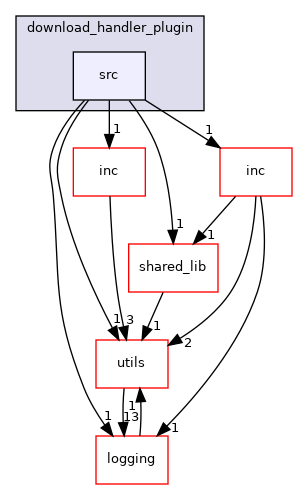 download_handler_plugin
src
1
1
inc
inc
1
1
shared_lib
1
3
1
2
utils
1
1
13
1
logging